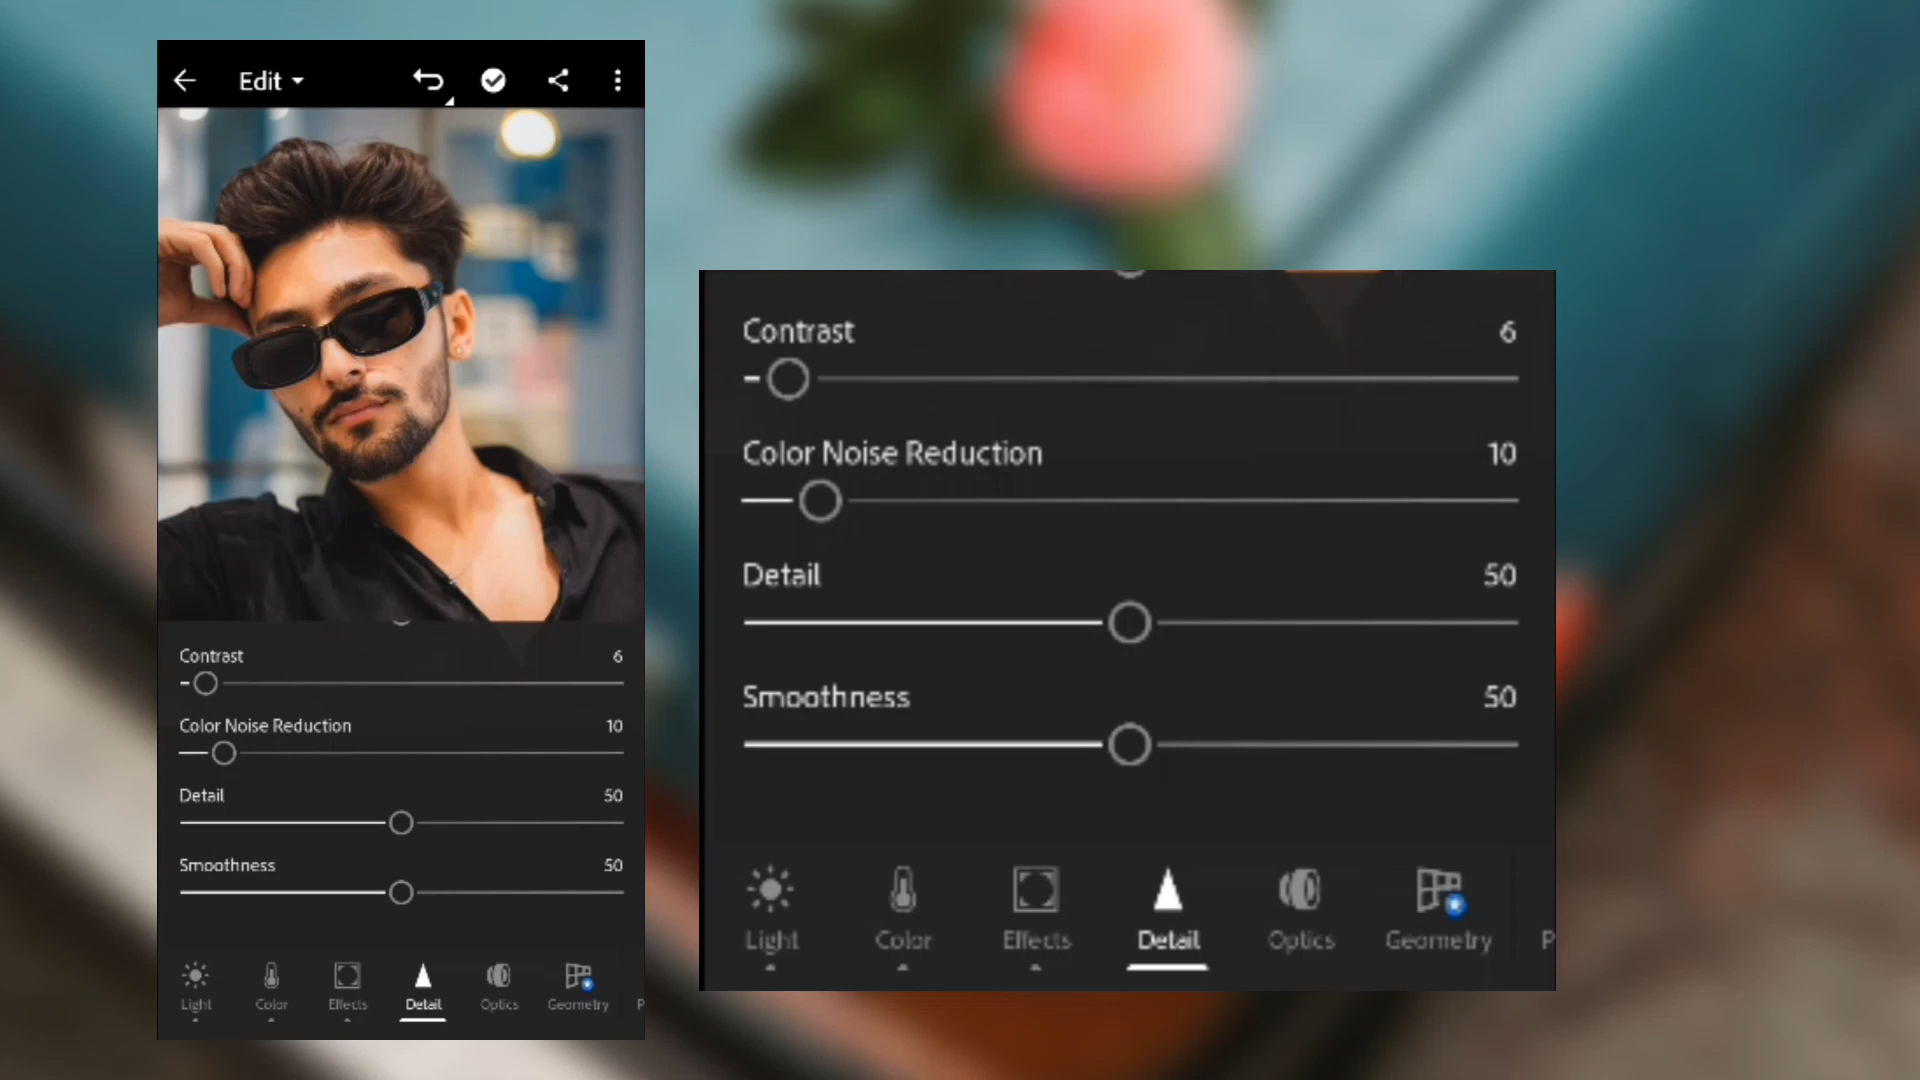 Edit
Contrast 6
Color Noise Reduction 10
Detail 50
Smoothness 50
Light Color Effects Detail Optics Geometry P
Contrast 6
Color Noise Reduction 10
Detail 50
Smoothness 50
Light Color Effects Detail Optics Geometry P